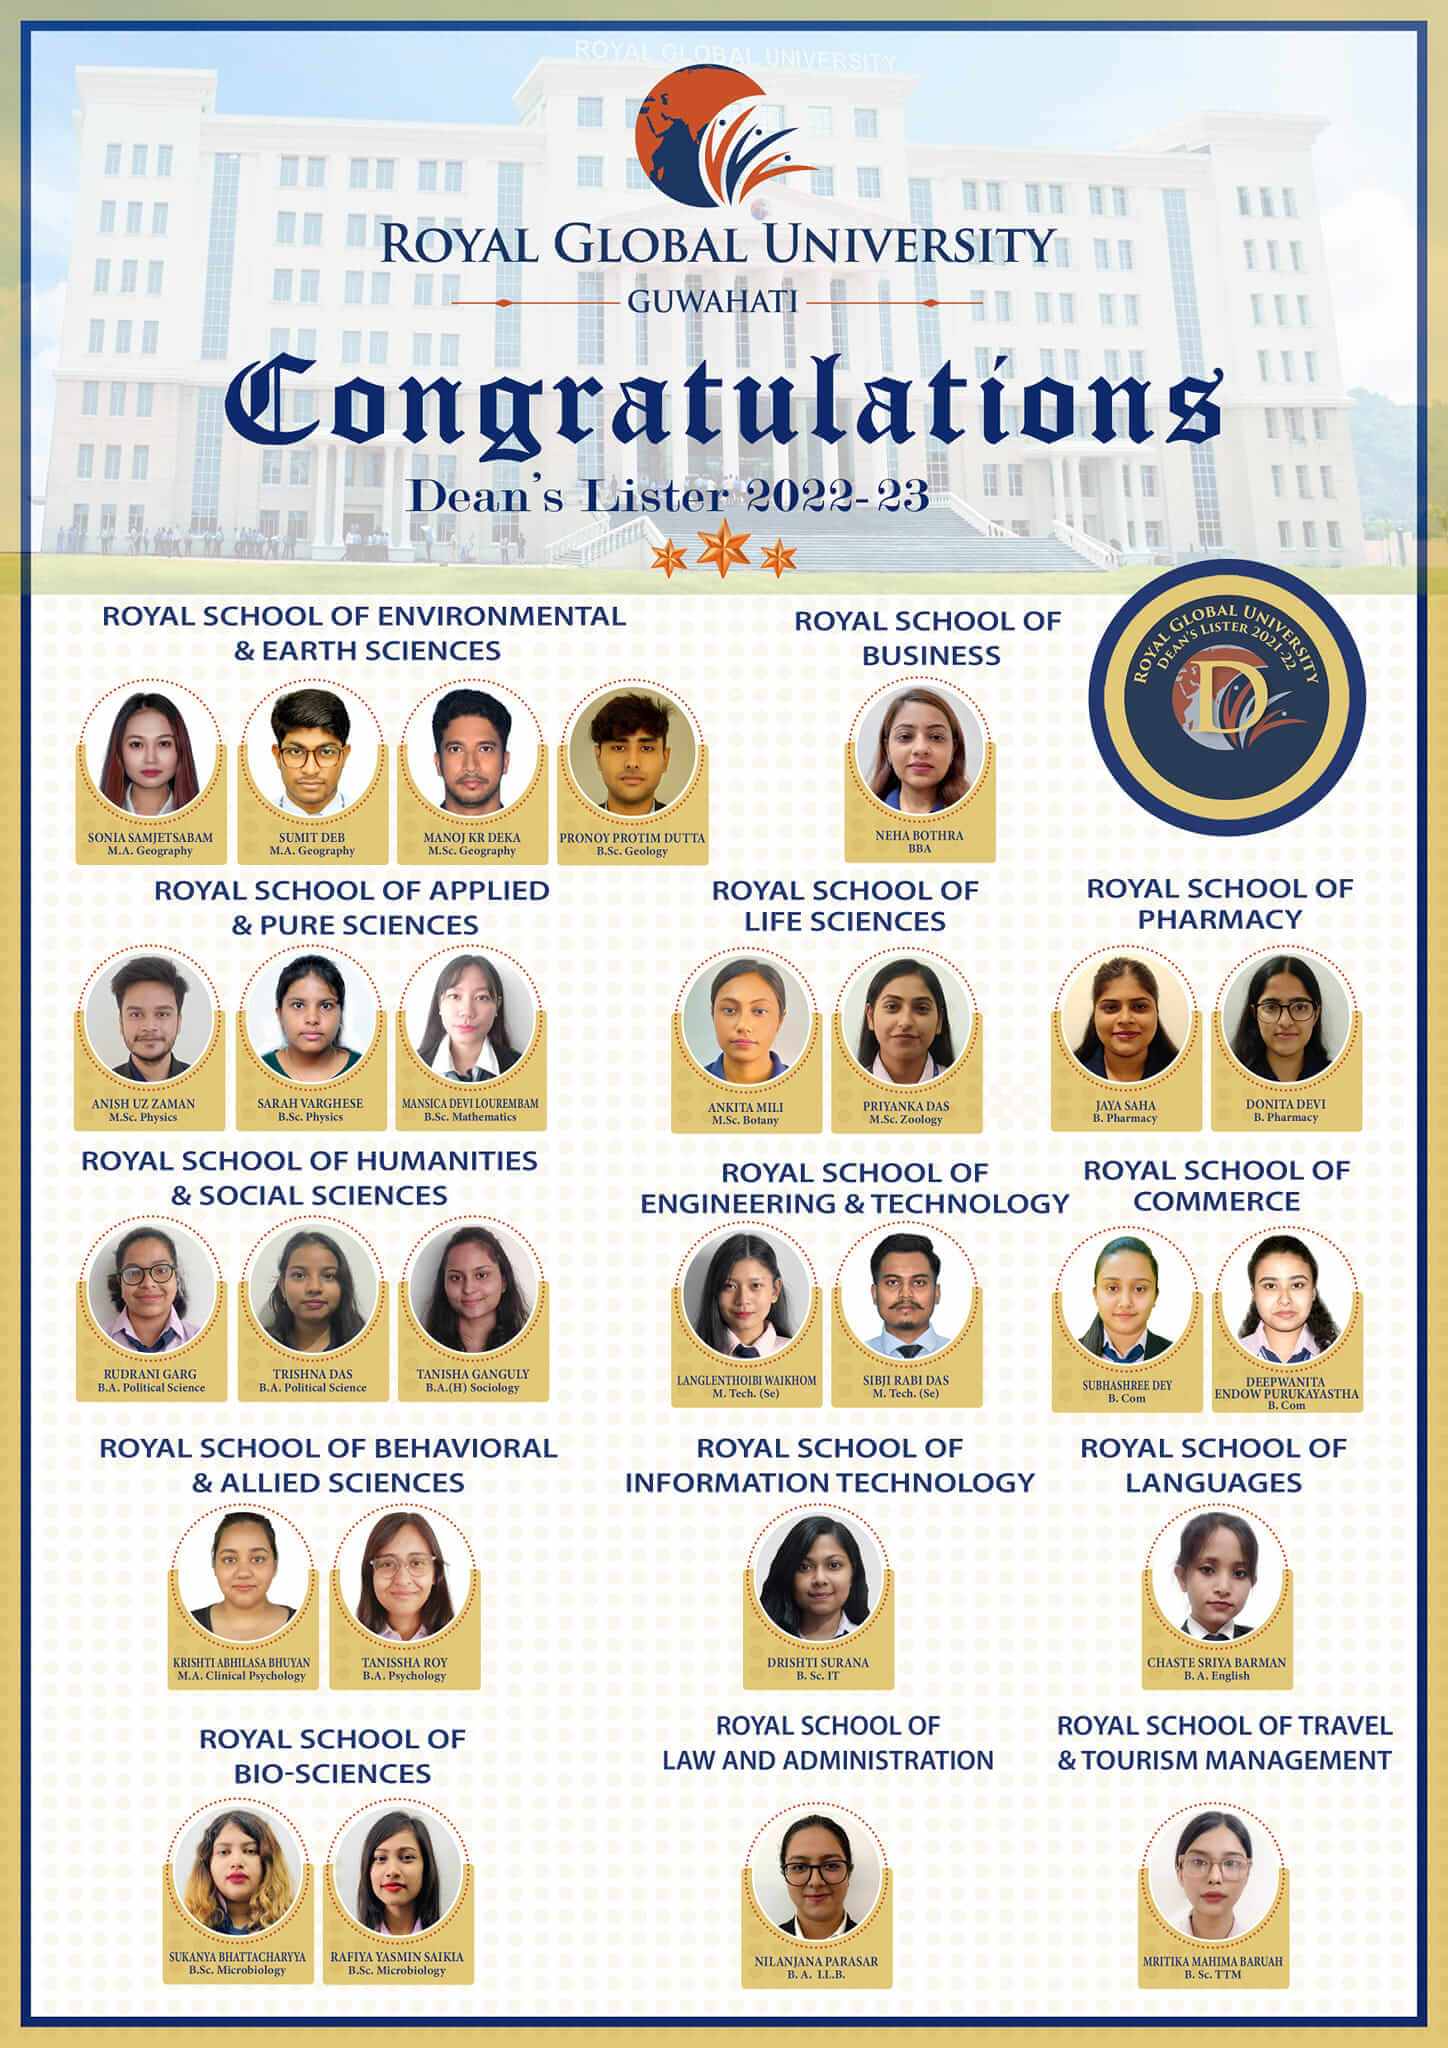 ROYAL GLOBAL UNIVERSITY
ROYAL GLOBAL UNIVERSITY
GUWAHATI
Congratulations
Dean's Lister 2022-23
ROYAL SCHOOL OF ENVIRONMENTAL
& EARTH SCIENCES
SONIA SAMJETSABAM
M.A. Geography
SUMIT DEB
M.A. Geography
MANOJ KR DEKA
M.Sc. Geography
PRONOY PROTIM DUTTA
B.Sc. Geology
ROYAL SCHOOL OF
BUSINESS
NEHA BOTHRA
BBA
ROYAL GLOBAL UNIVERSITY
DEAN'S LISTER 2021-22
D
ROYAL SCHOOL OF APPLIED
& PURE SCIENCES
ANISH UZ ZAMAN
M.Sc. Physics
SARAH VARGHESE
B.Sc. Physics
MANSICA DEVI LOUREMBAM
B.Sc. Mathematics
ROYAL SCHOOL OF
LIFE SCIENCES
ANKITA MILI
M.Sc. Botany
PRIYANKA DAS
M.Sc. Zoology
ROYAL SCHOOL OF
PHARMACY
JAYA SAHA
B. Pharmacy
DONITA DEVI
B. Pharmacy
ROYAL SCHOOL OF HUMANITIES
& SOCIAL SCIENCES
RUDRANI GARG
B.A. Political Science
TRISHNA DAS
B.A. Political Science
TANISHA GANGULY
B.A.(H) Sociology
ROYAL SCHOOL OF
ENGINEERING & TECHNOLOGY
LANGLENTHOIBI WAIKHOM
M. Tech. (Se)
SIBJI RABI DAS
M. Tech. (Se)
ROYAL SCHOOL OF
COMMERCE
SUBHASHREE DEY
B. Com
DEEPWANITA
ENDOW PURUKAYASTHA
B. Com
ROYAL SCHOOL OF BEHAVIORAL
& ALLIED SCIENCES
KRISHTI ABHILASA BHUYAN
M.A. Clinical Psychology
TANISSHA ROY
B.A. Psychology
ROYAL SCHOOL OF
INFORMATION TECHNOLOGY
DRISHTI SURANA
B. Sc. IT
ROYAL SCHOOL OF
LANGUAGES
CHASTE SRIYA BARMAN
B. A. English
ROYAL SCHOOL OF
BIO-SCIENCES
SUKANYA BHATTACHARYYA
B.Sc. Microbiology
RAFIYA YASMIN SAIKIA
B.Sc. Microbiology
ROYAL SCHOOL OF
LAW AND ADMINISTRATION
NILANJANA PARASAR
B. A. LL.B.
ROYAL SCHOOL OF TRAVEL
& TOURISM MANAGEMENT
MRITIKA MAHIMA BARUAH
B. Sc. TTM